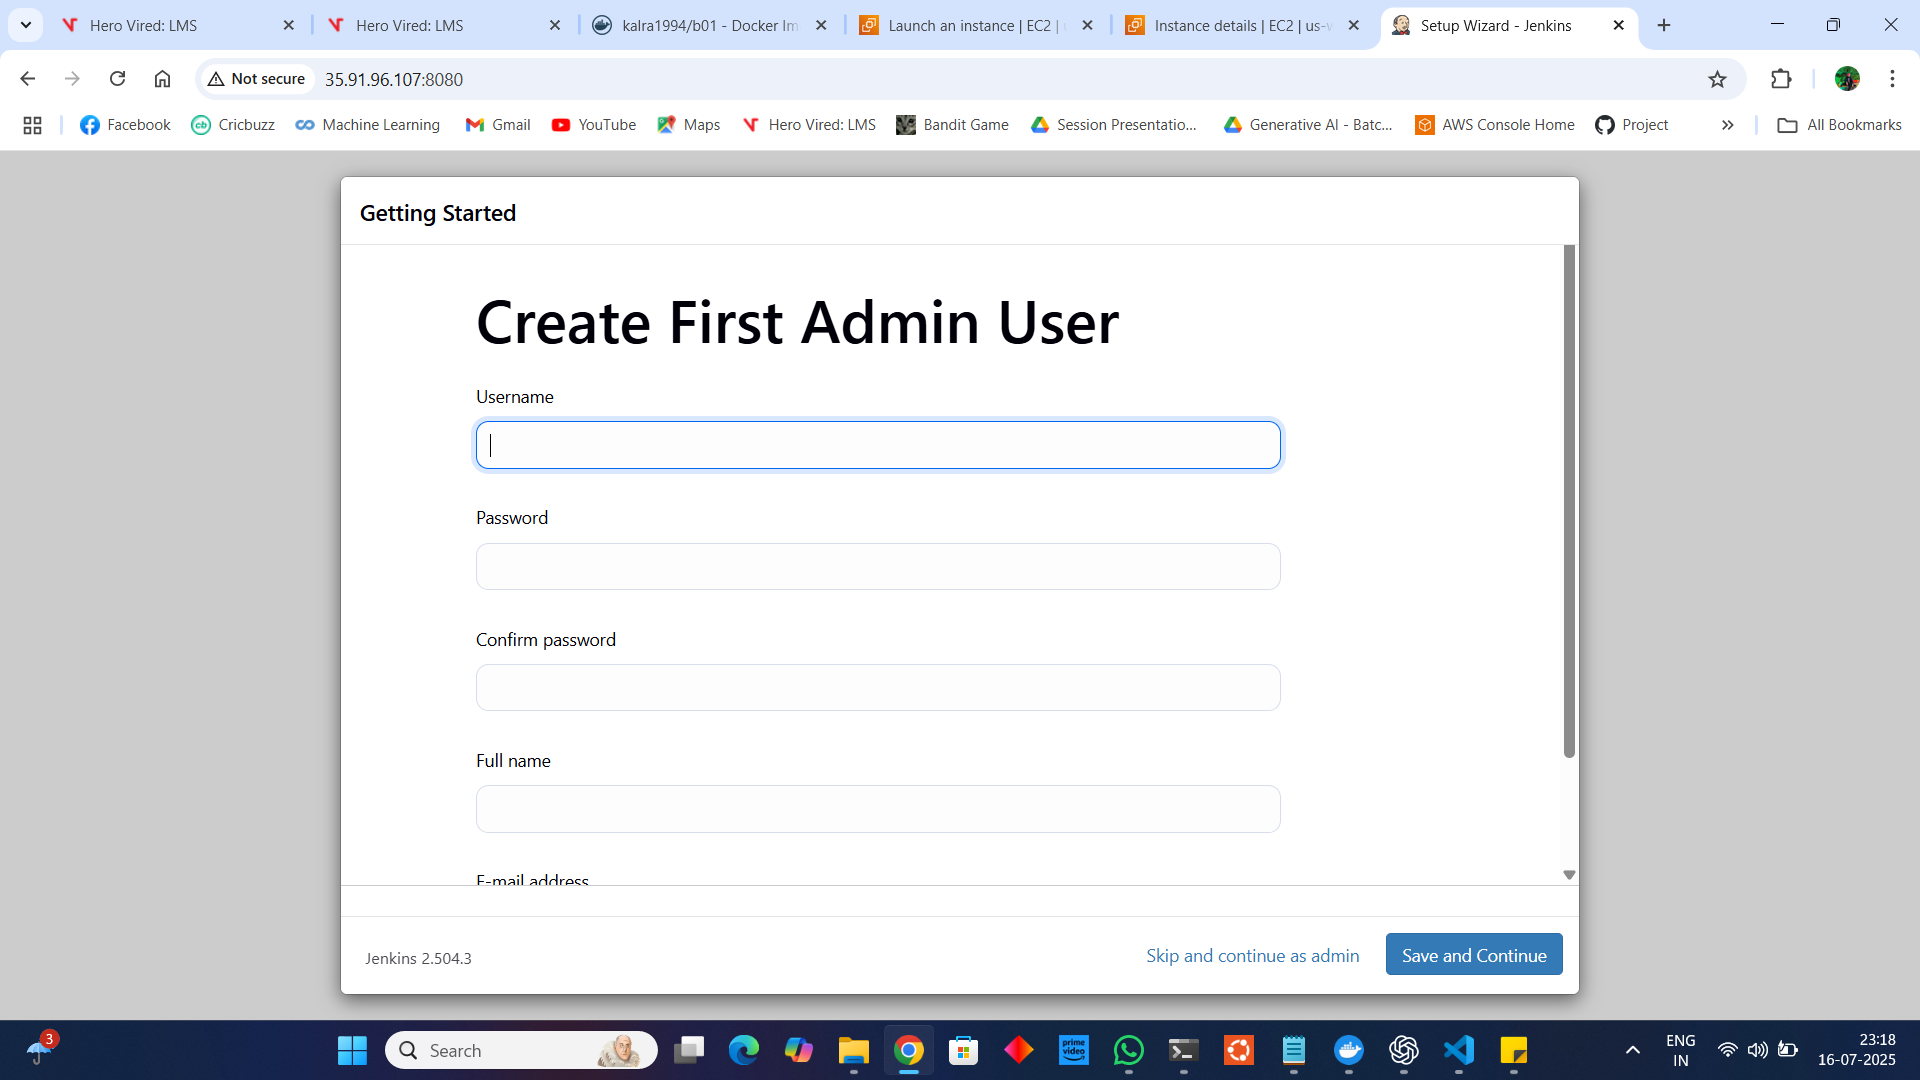 Hero Vired: LMS
Hero Vired: LMS
kalra1994/b01 - Docker Im
Launch an instance | EC2 |
Instance details | EC2 | us-w
Setup Wizard - Jenkins
Not secure
35.91.96.107:8080
Facebook
Cricbuzz
Machine Learning
Gmail
YouTube
Maps
Hero Vired: LMS
Bandit Game
Session Presentatio...
Generative AI - Batc...
AWS Console Home
Project
All Bookmarks
Getting Started
Create First Admin User
Username
Password
Confirm password
Full name
E-mail address
Jenkins 2.504.3
Skip and continue as admin
Save and Continue
3
Search
prime video
ENG
IN
23:18
16-07-2025